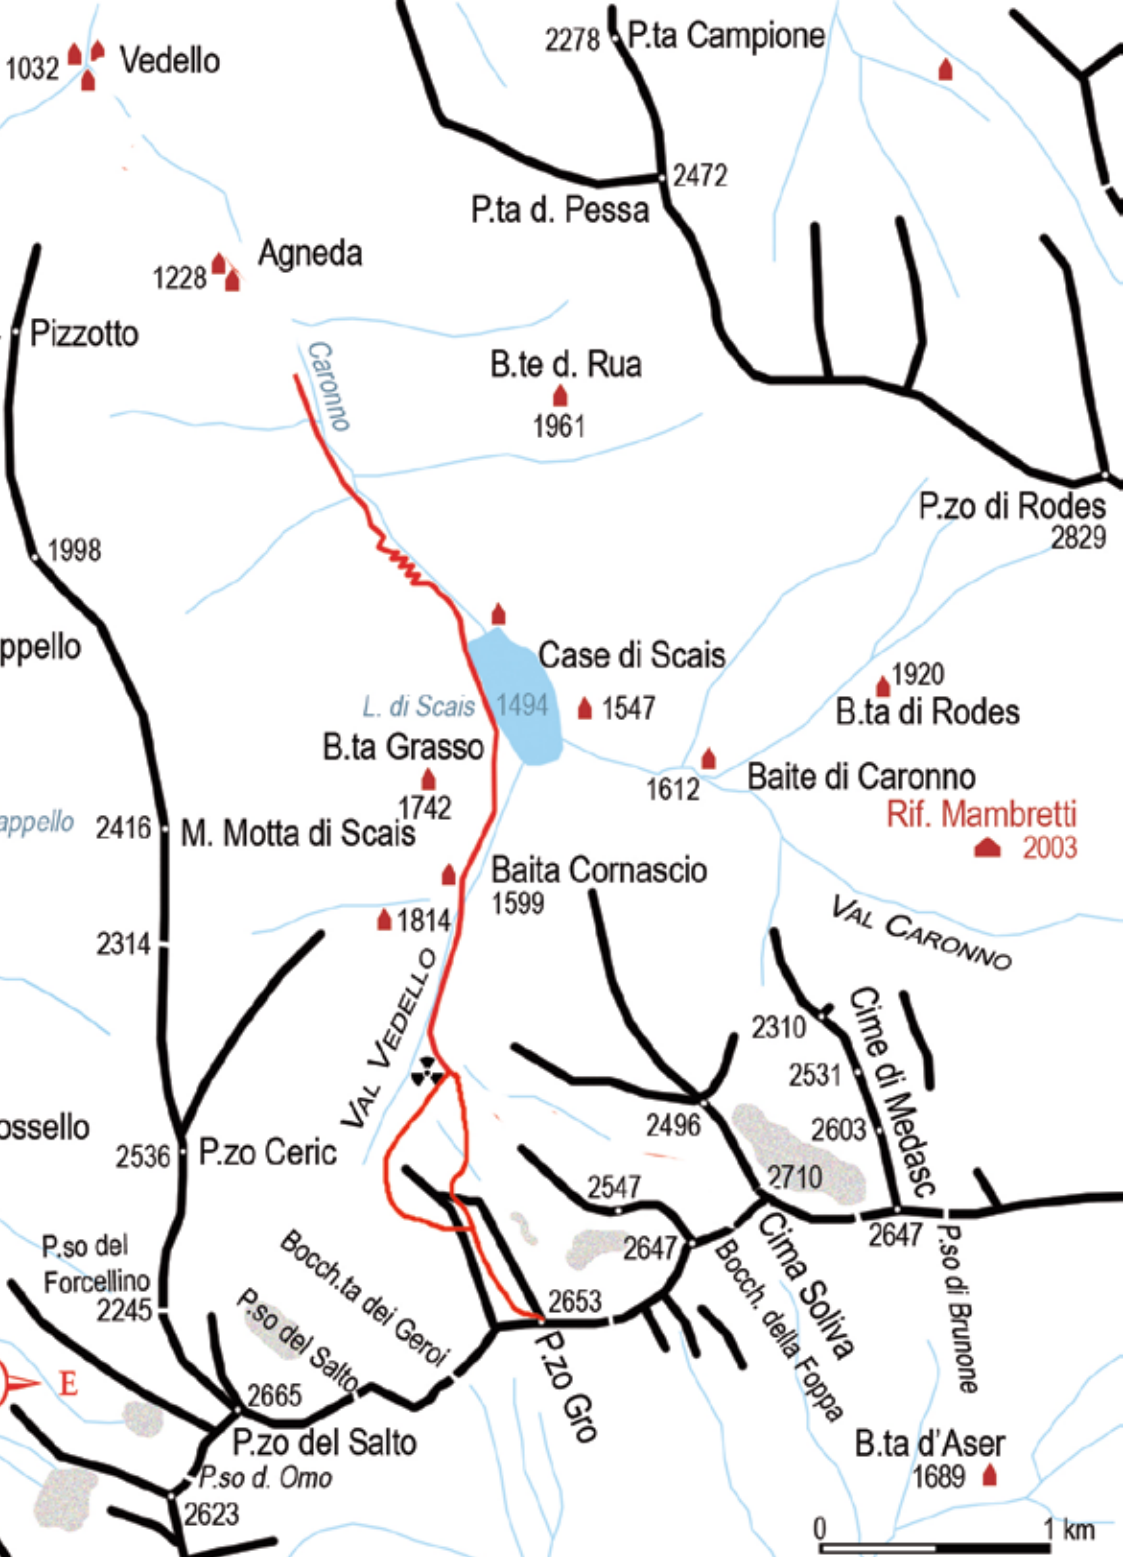 2278 P.ta Campione
1032 Vedello
2472
P.ta d. Pessa
Agneda
1228
Pizzotto
Caronno
B.te d. Rua
1961
P.zo di Rodes
2829
1998
ppello
Case di Scais
1920
L. di Scais 1494 1547
B.ta di Rodes
B.ta Grasso
1742
1612 Baite di Caronno
appello 2416 M. Motta di Scais
Rif. Mambretti
2003
Baita Cornascio
1599
1814
VAL CARONNO
2314
VAL VEDELLO
2310
Cime di Medasc
2531
2496
2603
ossello
2536 P.zo Ceric
2710
2547
2647
2647
P.so del
Forcellino
2245
Bocch.ta dei Geroi
P.so del Salto
2653
Bocch. della Foppa
Cima Soliva
P.so di Brunone
E
2665
P.zo Gro
P.zo del Salto
P.so d. Omo
2623
B.ta d'Aser
1689
0 1 km